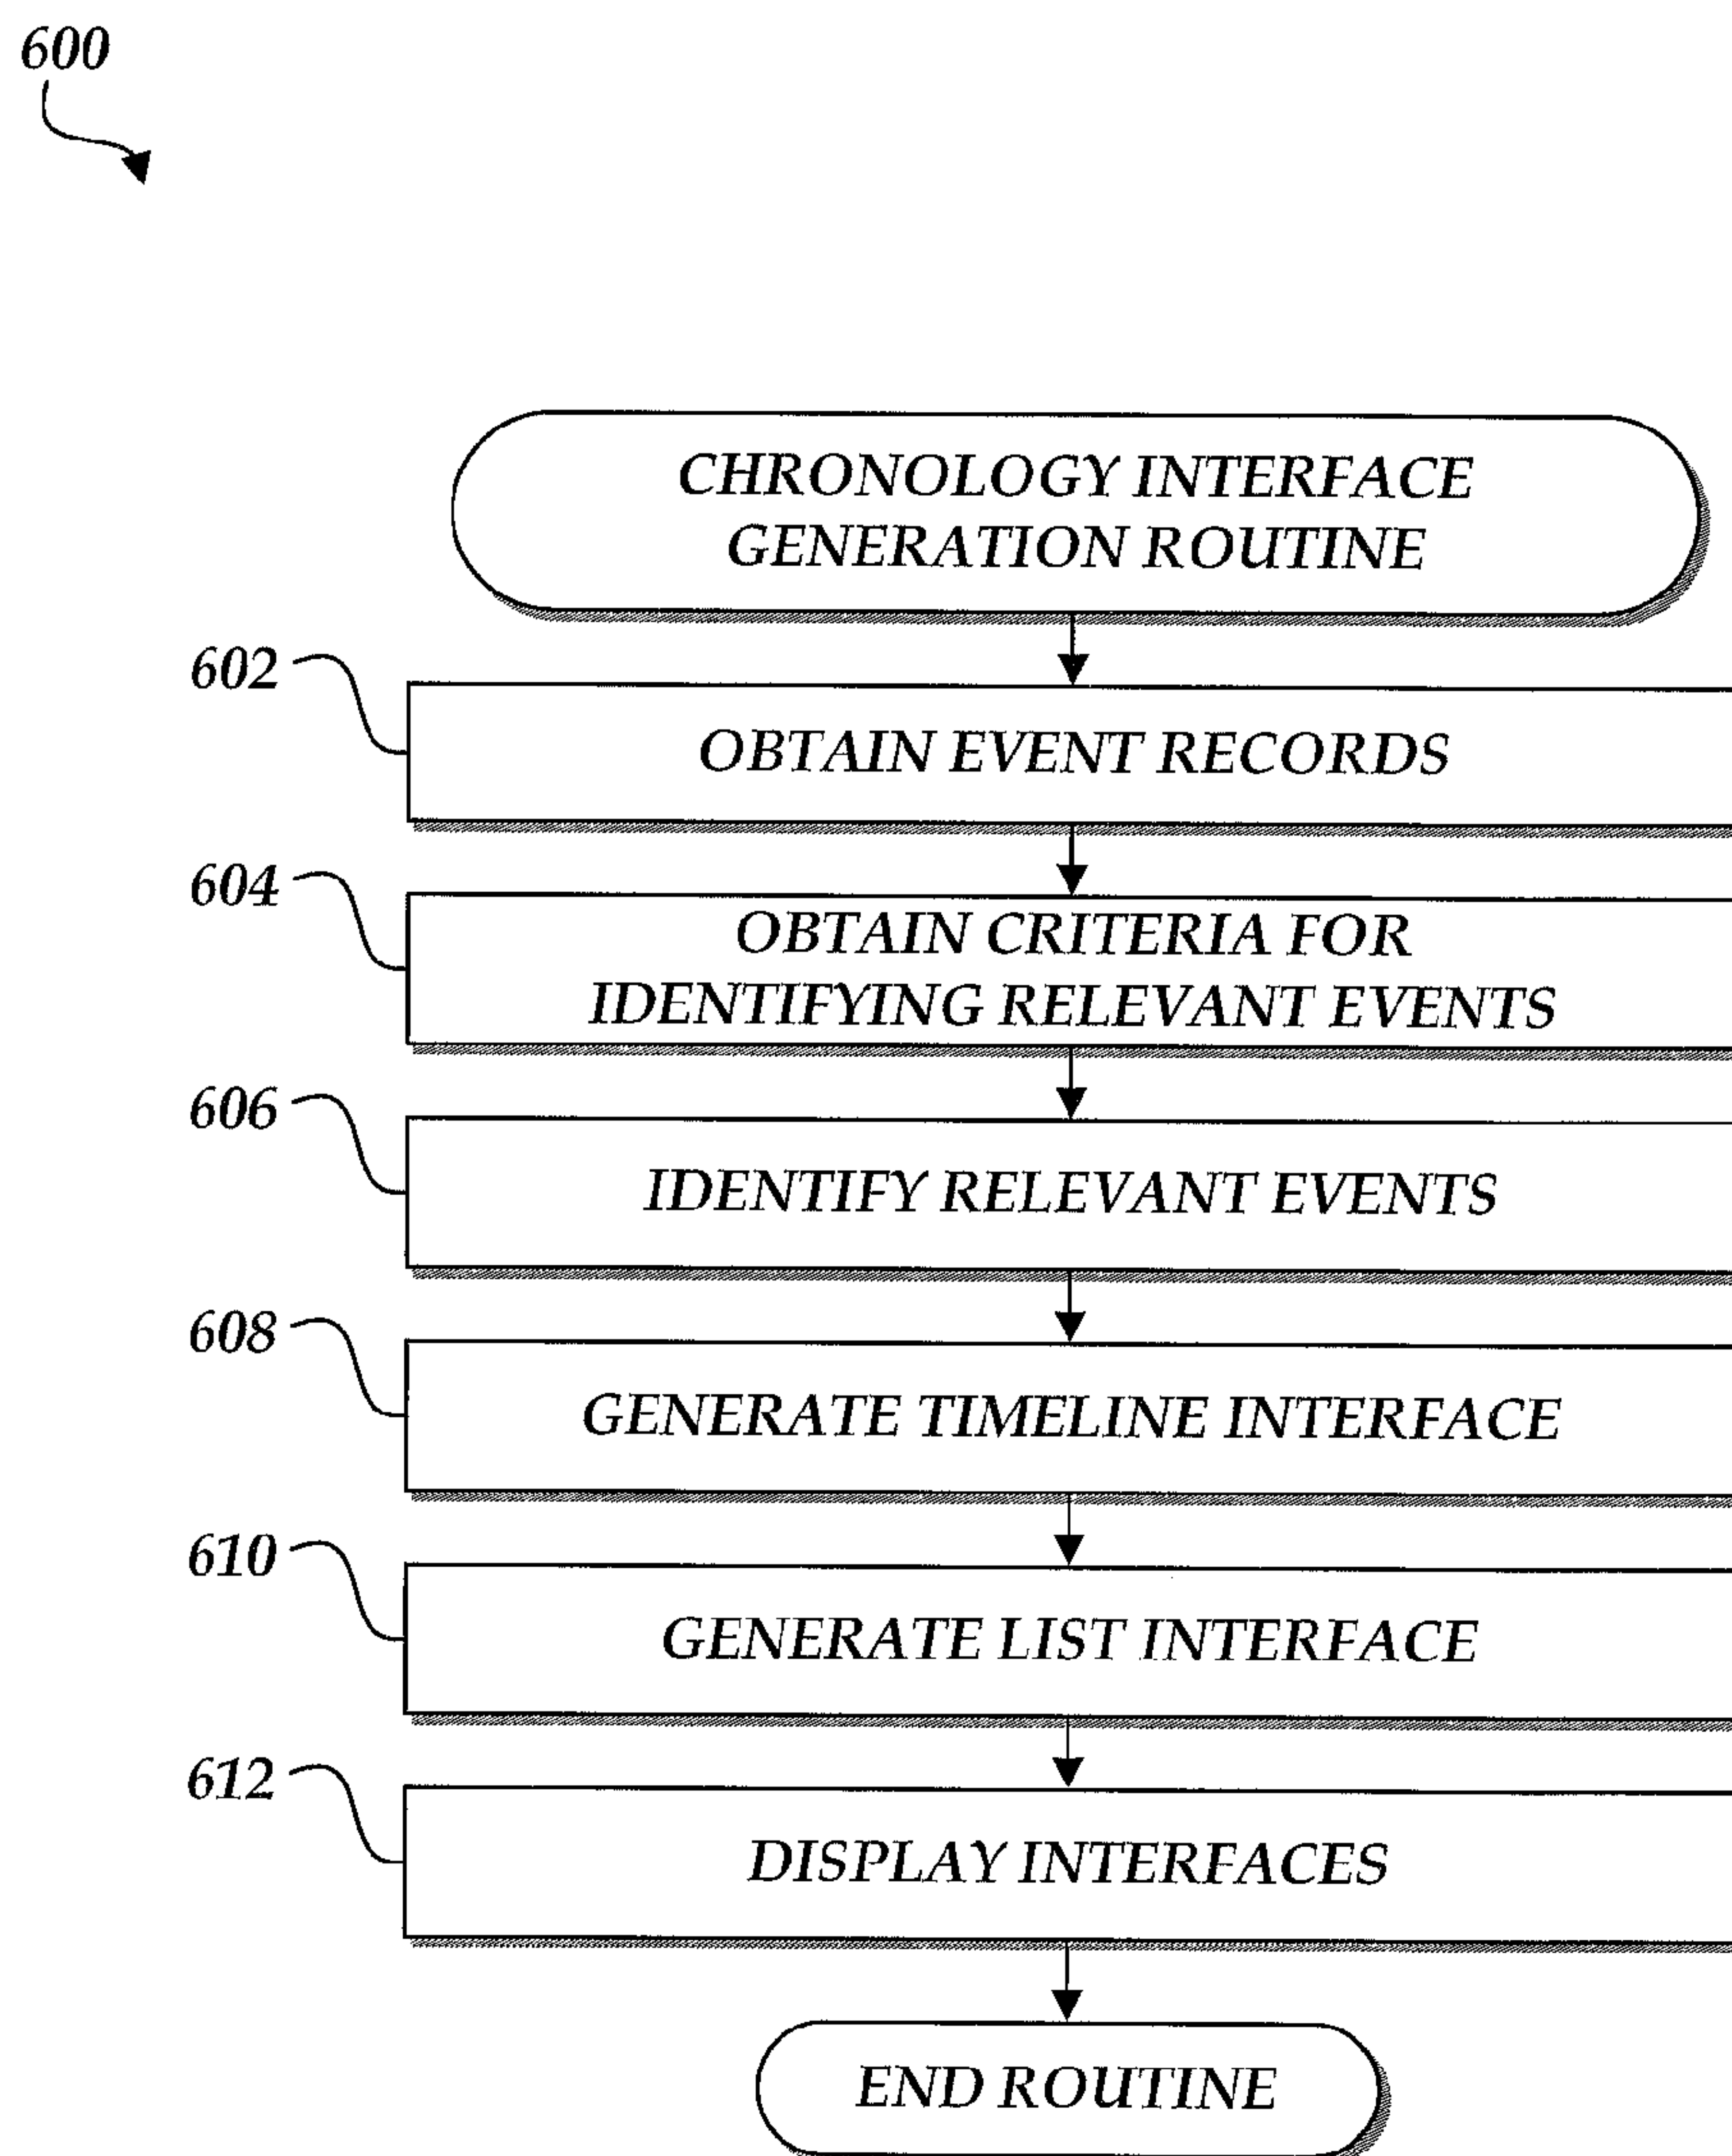 600
CHRONOLOGY INTERFACE
GENERATION ROUTINE
602
OBTAIN EVENT RECORDS
604
OBTAIN CRITERIA FOR
IDENTIFYING RELEVANT EVENTS
606
IDENTIFY RELEVANT EVENTS
608
GENERATE TIMELINE INTERFACE
610
GENERATE LIST INTERFACE
612
DISPLAY INTERFACES
END ROUTINE